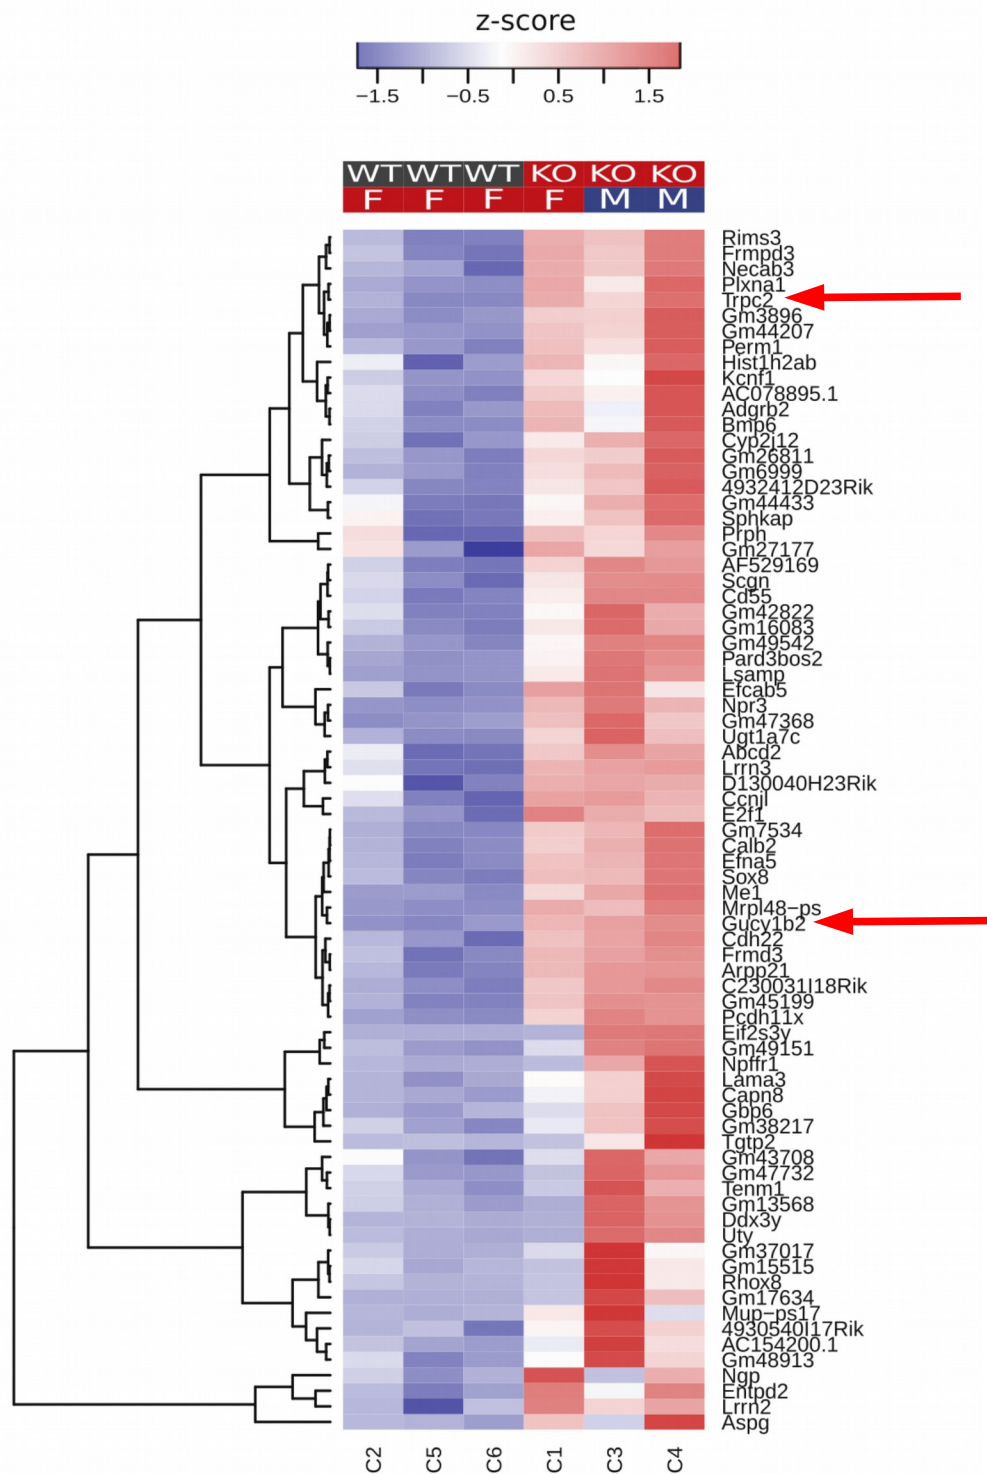 z-score
−1.5 −0.5 0.5 1.5
WT WT WT KO KO KO
F F F F M M
Rims3
Frmpd3
Necab3
Plxna1
Trpc2
Gm3896
Gm44207
Perm1
Hist1h2ab
Kcnf1
AC078895.1
Adgrb2
Bmp6
Cyp2j12
Gm26811
Gm6999
4932412D23Rik
Gm44433
Sphkap
Prph
Gm27177
AF529169
Scgn
Cd55
Gm42822
Gm16083
Gm49542
Pard3bos2
Lsamp
Efcab5
Npr3
Gm47368
Ugt1a7c
Abcd2
Lrrn3
D130040H23Rik
Ccnjl
E2f1
Gm7534
Calb2
Efna5
Sox8
Me1
Mrpl48−ps
Gucy1b2
Cdh22
Frmd3
Arpp21
C230031I18Rik
Gm45199
Pcdh11x
Eif2s3y
Gm49151
Npffr1
Lama3
Capn8
Gbp6
Gm38217
Tgtp2
Gm43708
Gm47732
Tenm1
Gm13568
Ddx3y
Uty
Gm37017
Gm15515
Rhox8
Gm17634
Mup−ps17
4930540I17Rik
AC154200.1
Gm48913
Ngp
Entpd2
Lrrn2
Aspg
C2 C5 C6 C1 C3 C4